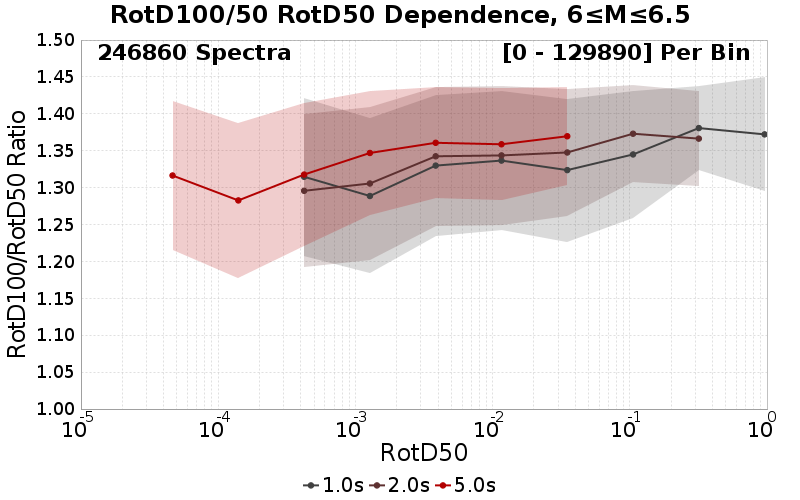 RotD100/50 RotD50 Dependence, 6≤M≤6.5
246860 Spectra
[0 - 129890] Per Bin
RotD100/RotD50 Ratio
1.50
1.45
1.40
1.35
1.30
1.25
1.20
1.15
1.10
1.05
1.00
10^-5 10^-4 10^-3 10^-2 10^-1 10^0
RotD50
1.0s 2.0s 5.0s